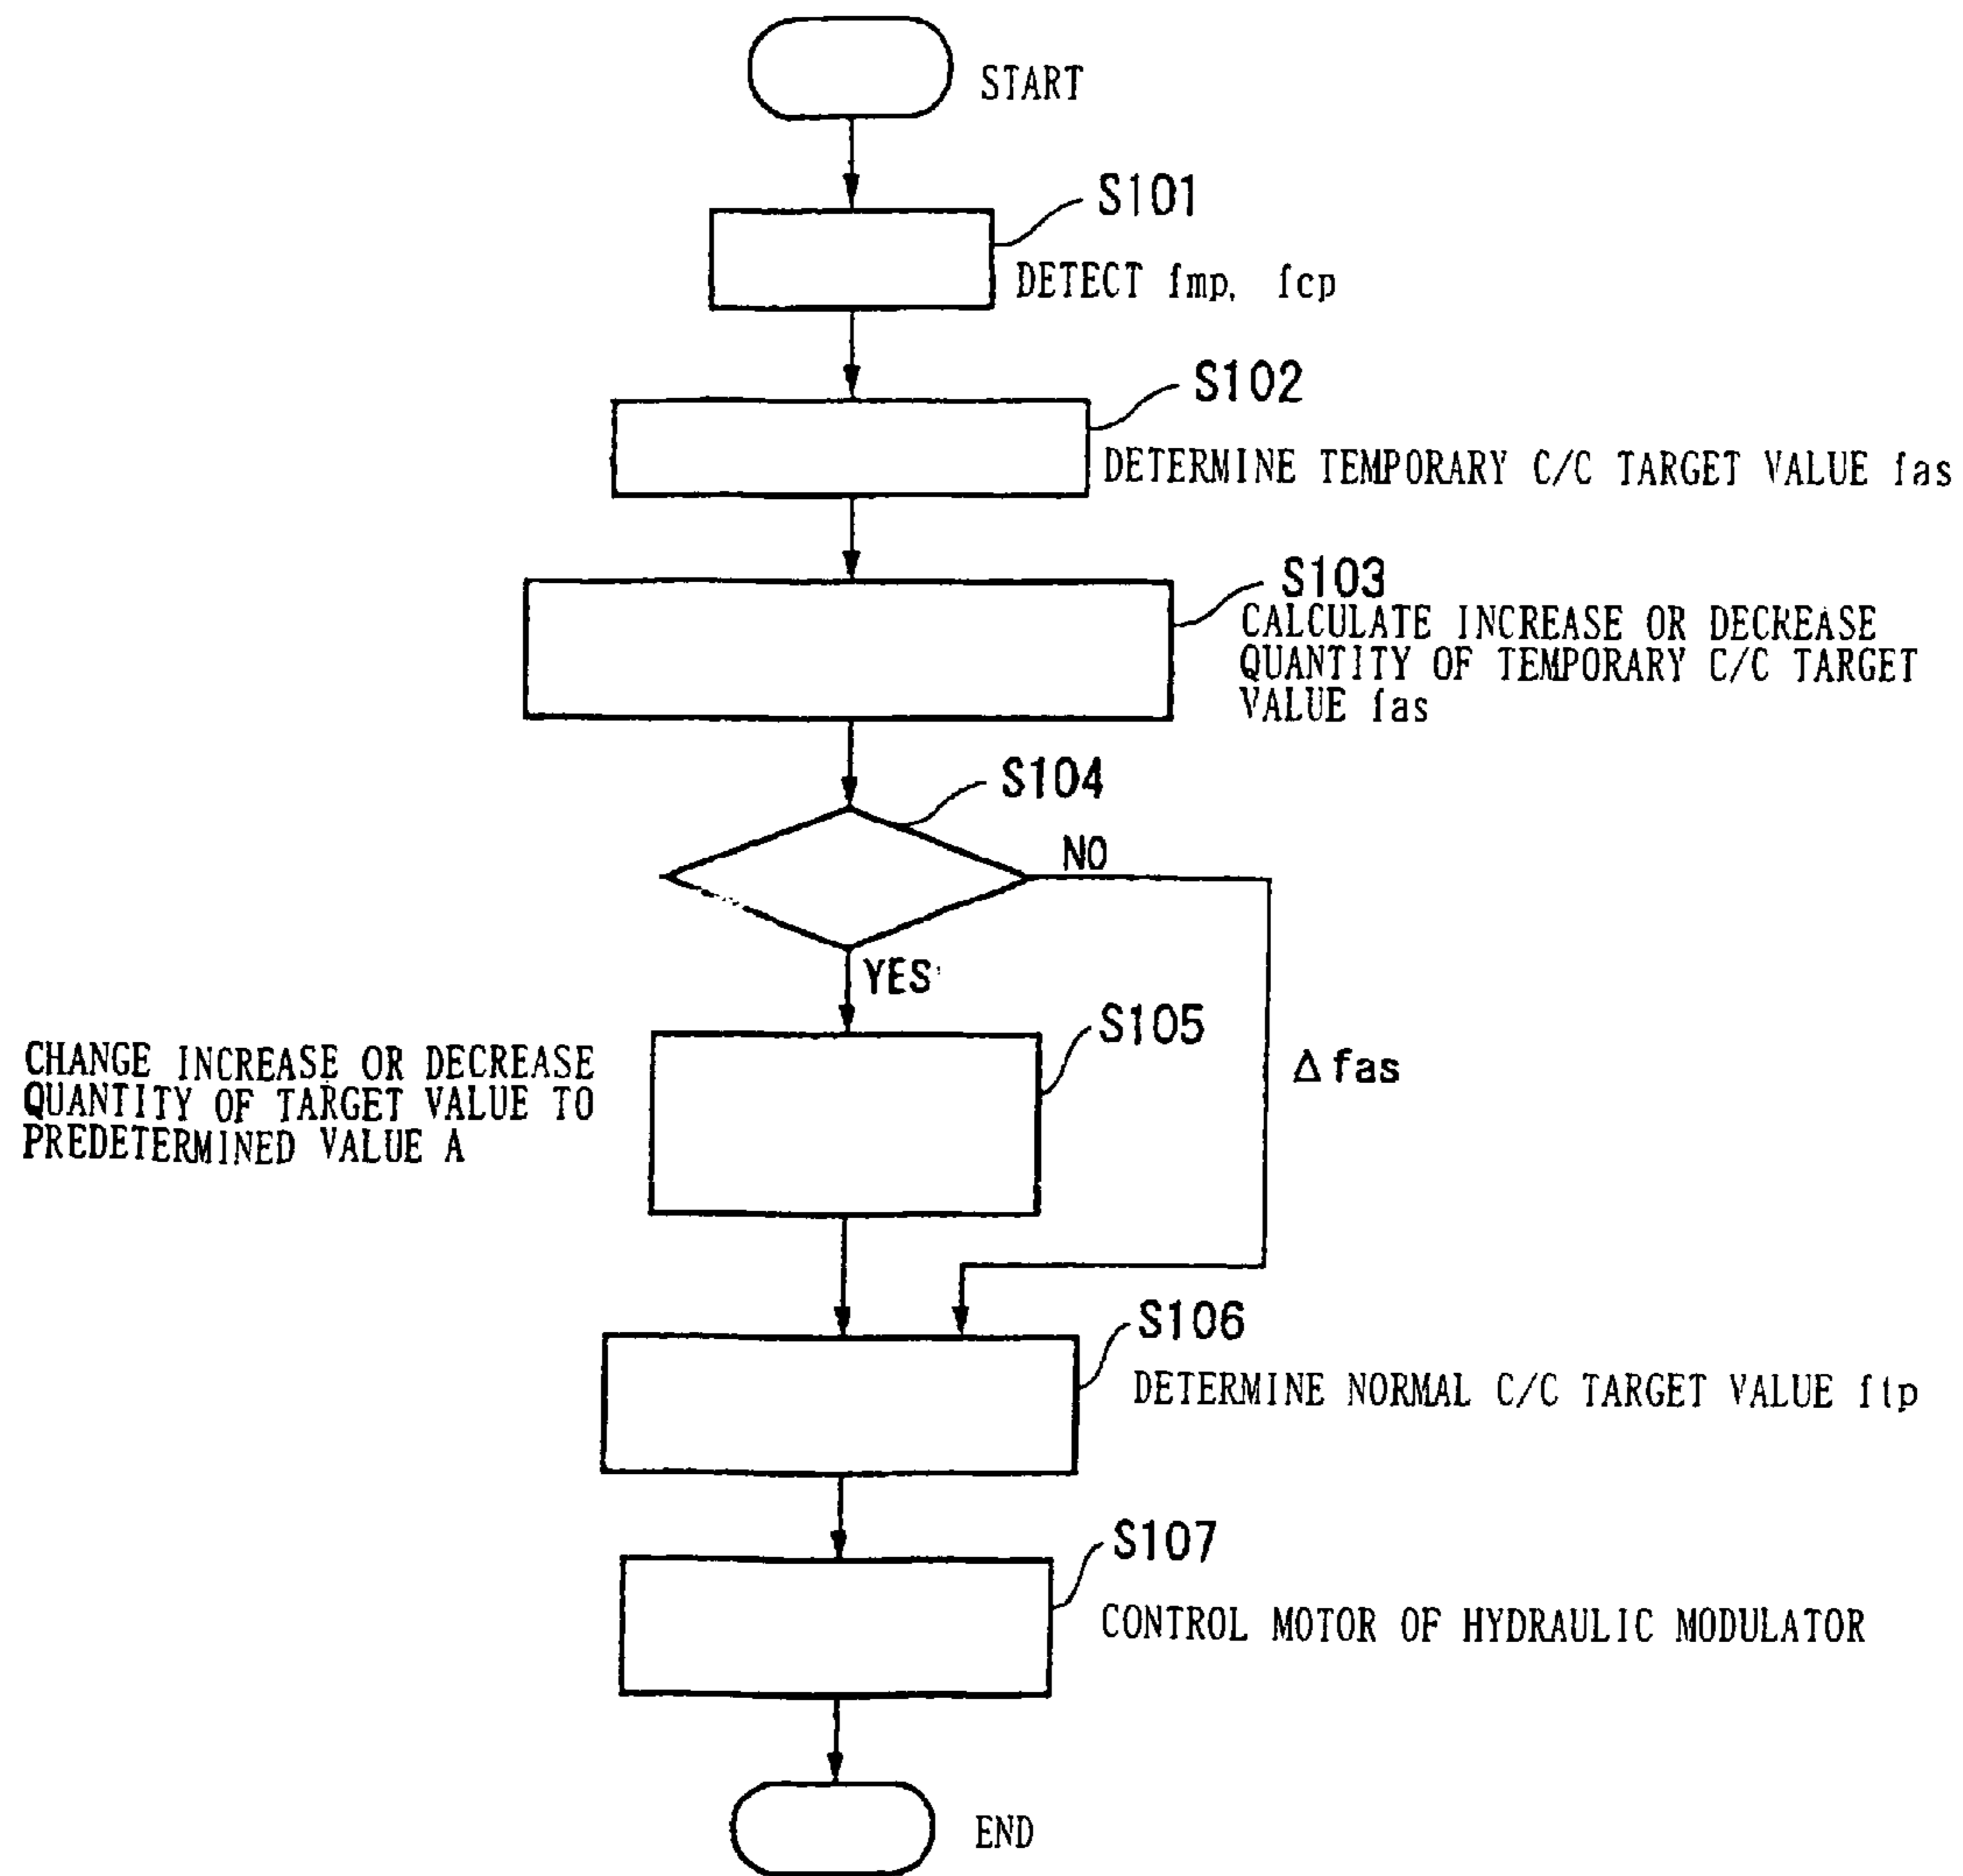 START
S101
DETECT fmp, fcp
S102
DETERMINE TEMPORARY C/C TARGET VALUE fas
S103
CALCULATE INCREASE OR DECREASE
QUANTITY OF TEMPORARY C/C TARGET
VALUE fas
S104
NO
YES
S105
Δfas
CHANGE INCREASE OR DECREASE
QUANTITY OF TARGET VALUE TO
PREDETERMINED VALUE A
S106
DETERMINE NORMAL C/C TARGET VALUE ftp
S107
CONTROL MOTOR OF HYDRAULIC MODULATOR
END